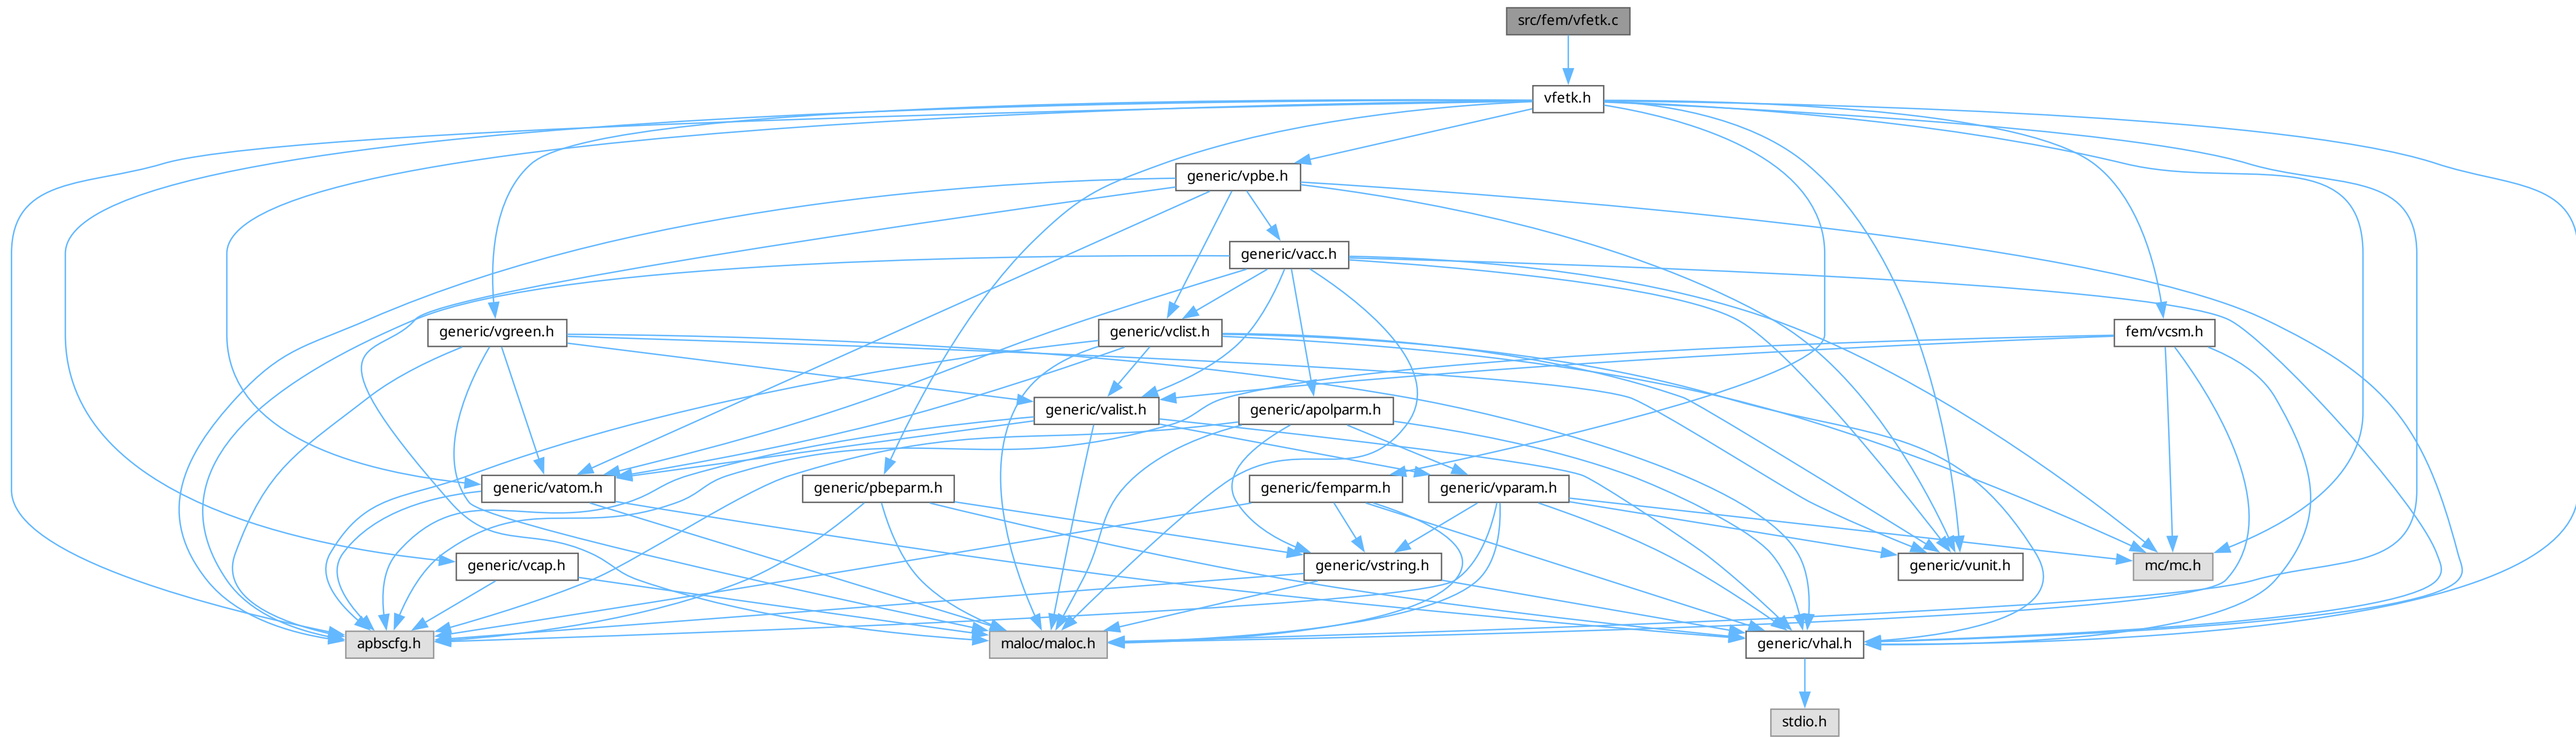 src/fem/vfetk.c
vfetk.h
generic/vpbe.h
generic/vacc.h
generic/vgreen.h
generic/vclist.h
fem/vcsm.h
generic/valist.h
generic/apolparm.h
generic/vatom.h
generic/pbeparm.h
generic/femparm.h
generic/vparam.h
generic/vcap.h
generic/vstring.h
generic/vunit.h
mc/mc.h
apbscfg.h
maloc/maloc.h
generic/vhal.h
stdio.h